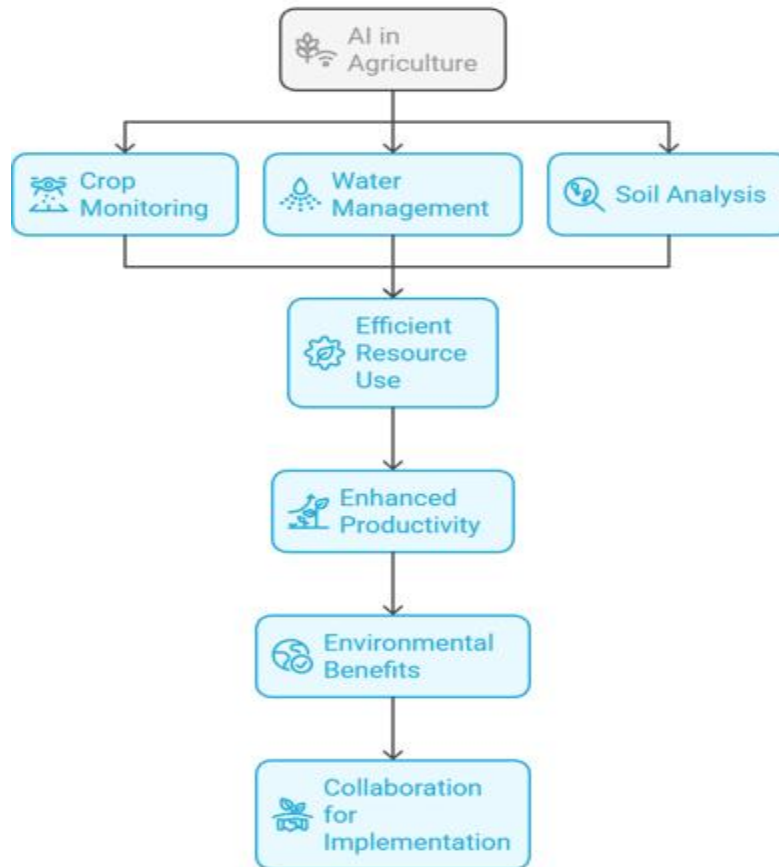 AI in
Agriculture
Crop
Monitoring
Water
Management
Soil Analysis
Efficient
Resource
Use
Enhanced
Productivity
Environmental
Benefits
Collaboration
for
Implementation